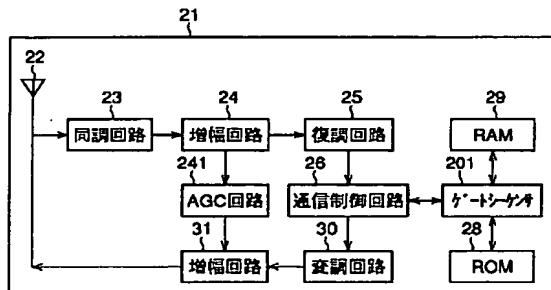 21
22
23
24
25
29
同調回路
増幅回路
復調回路
RAM
241
26
201
AGC回路
通信制御回路
ｹﾞｰﾄｼｰｹﾝｻ
31
30
28
増幅回路
変調回路
ROM